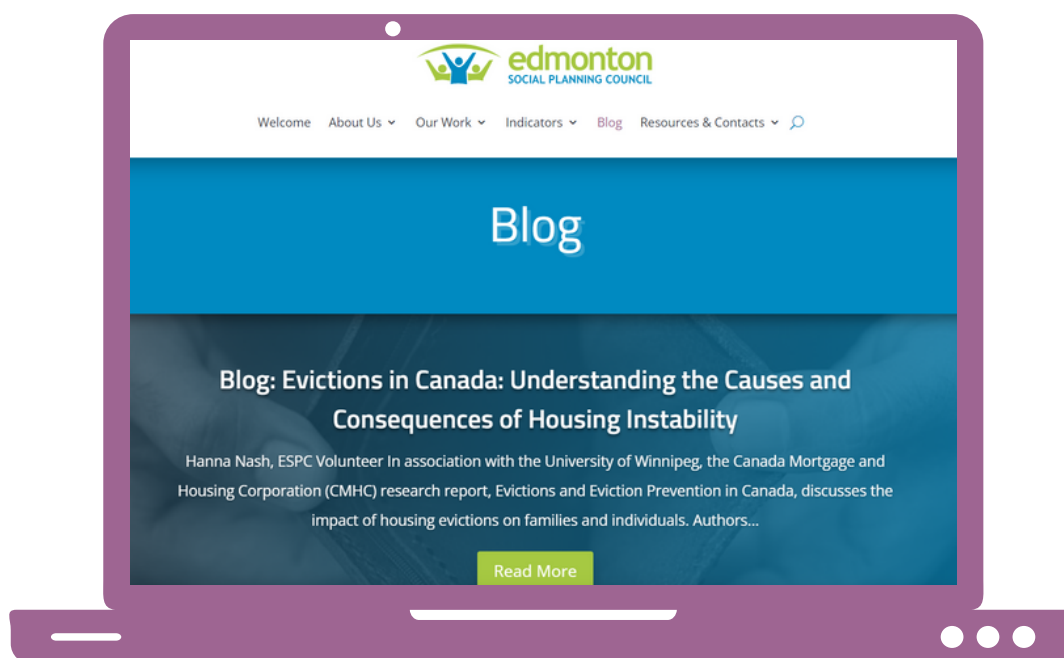 edmonton
SOCIAL PLANNING COUNCIL
Welcome About Us Our Work Indicators Blog Resources & Contacts
Blog
Blog: Evictions in Canada: Understanding the Causes and
Consequences of Housing Instability
Hanna Nash, ESPC Volunteer In association with the University of Winnipeg, the Canada Mortgage and
Housing Corporation (CMHC) research report, Evictions and Eviction Prevention in Canada, discusses the
impact of housing evictions on families and individuals. Authors...
Read More